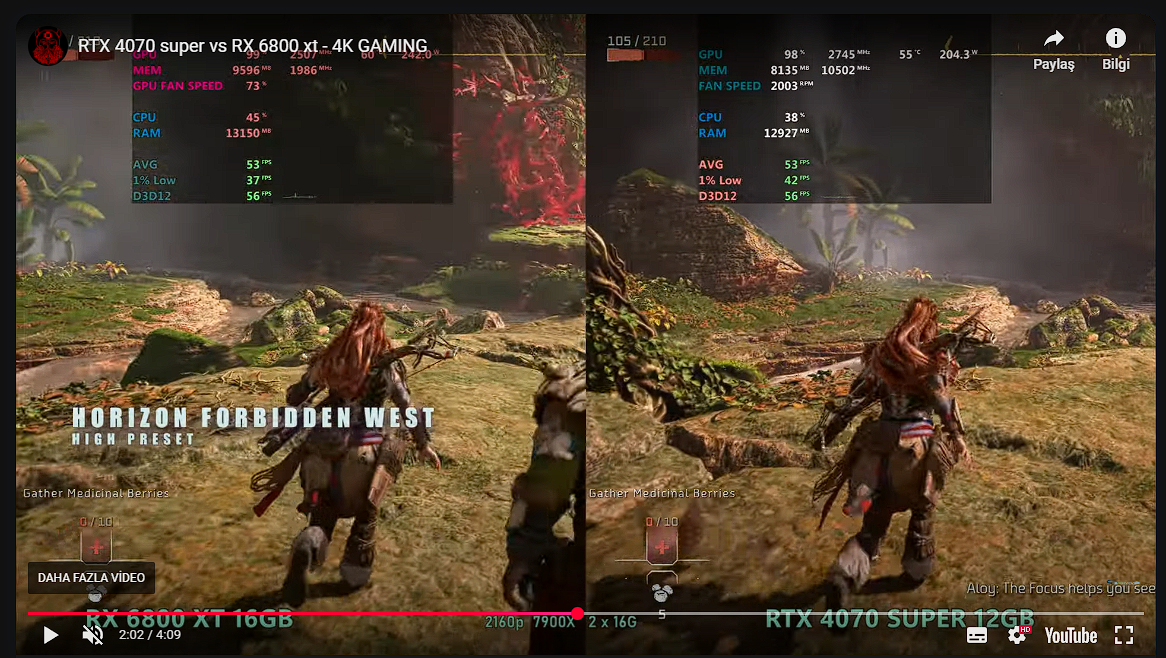 RTX 4070 super vs RX 6800 xt - 4K GAMING
GPU 99 % 2507 MHz 60 °C 242.0 W
MEM 9596 MB 1986 MHz
GPU FAN SPEED 73 %
CPU 45 %
RAM 13150 MB
AVG 53 FPS
1% Low 37 FPS
D3D12 56 FPS
105 / 210
GPU 98 % 2745 MHz 55 °C 204.3 W
MEM 8135 MB 10502 MHz
FAN SPEED 2003 RPM
CPU 38 %
RAM 12927 MB
AVG 53 FPS
1% Low 42 FPS
D3D12 56 FPS
Paylaş
Bilgi
HORIZON FORBIDDEN WEST
HIGH PRESET
Gather Medicinal Berries
0 / 10
Gather Medicinal Berries
0 / 10
DAHA FAZLA VİDEO
Aloy: The Focus helps you see
5
RX 6800 XT 16GB
2160p 7900X 2 x 16G
RTX 4070 SUPER 12GB
2:02 / 4:09
HD
YouTube